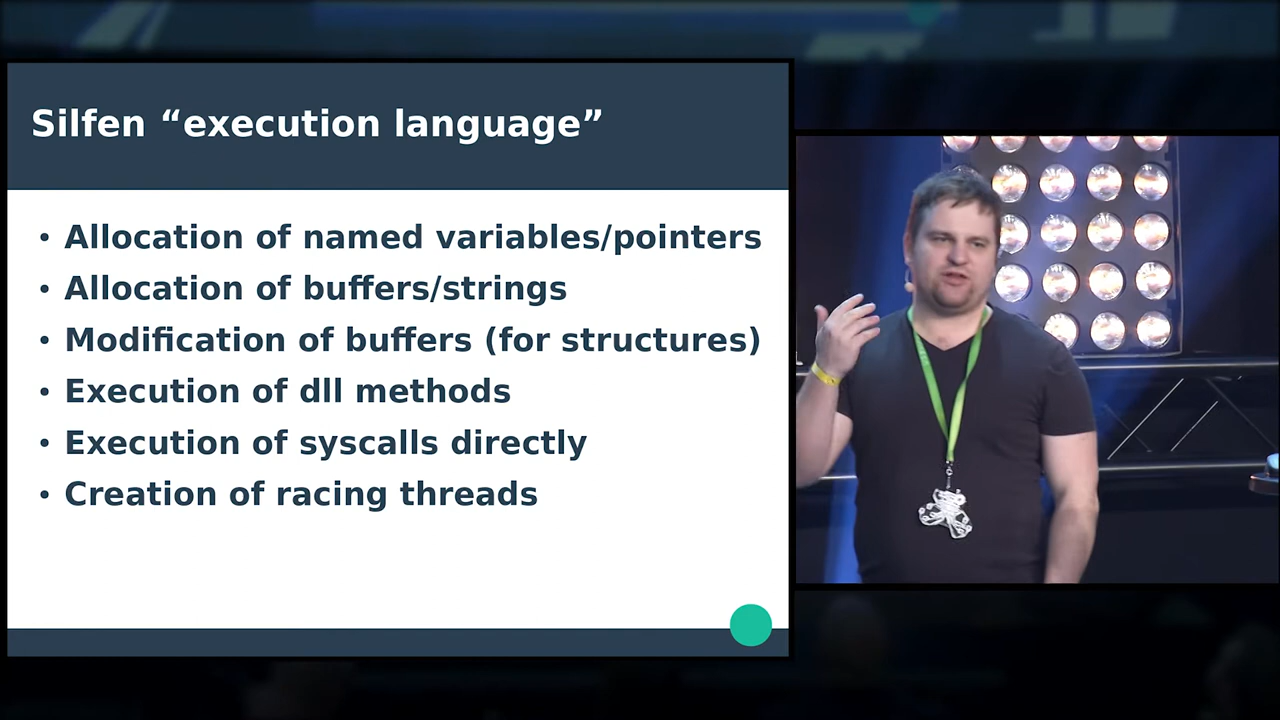 Silfen “execution language”
• Allocation of named variables/pointers
• Allocation of buffers/strings
• Modification of buffers (for structures)
• Execution of dll methods
• Execution of syscalls directly
• Creation of racing threads